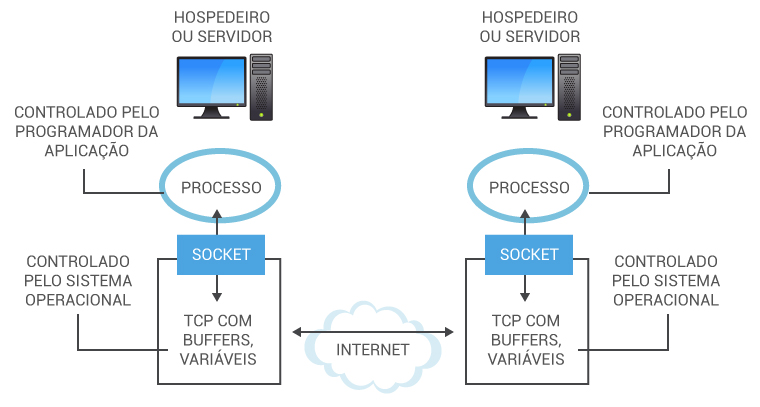 HOSPEDEIRO
OU SERVIDOR
CONTROLADO PELO
PROGRAMADOR DA
APLICAÇÃO
PROCESSO
SOCKET
CONTROLADO
PELO SISTEMA
OPERACIONAL
TCP COM
BUFFERS,
VARIÁVEIS
INTERNET
HOSPEDEIRO
OU SERVIDOR
CONTROLADO PELO
PROGRAMADOR DA
APLICAÇÃO
PROCESSO
SOCKET
CONTROLADO
PELO SISTEMA
OPERACIONAL
TCP COM
BUFFERS,
VARIÁVEIS